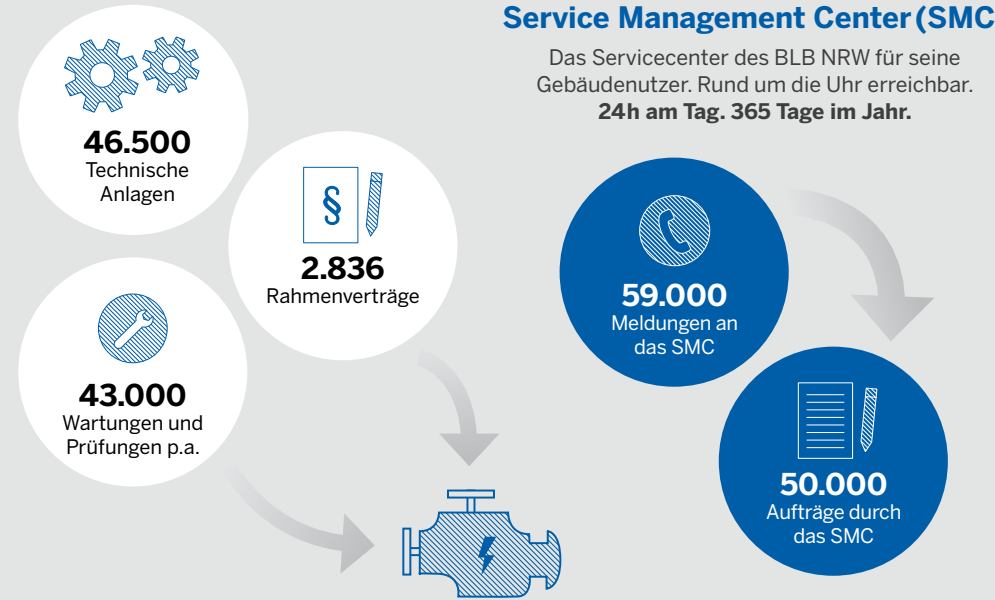 46.500
Technische
Anlagen
§
2.836
Rahmenverträge
43.000
Wartungen und
Prüfungen p.a.
Service Management Center (SMC
Das Servicecenter des BLB NRW für seine
Gebäudenutzer. Rund um die Uhr erreichbar.
24h am Tag. 365 Tage im Jahr.
59.000
Meldungen an
das SMC
50.000
Aufträge durch
das SMC